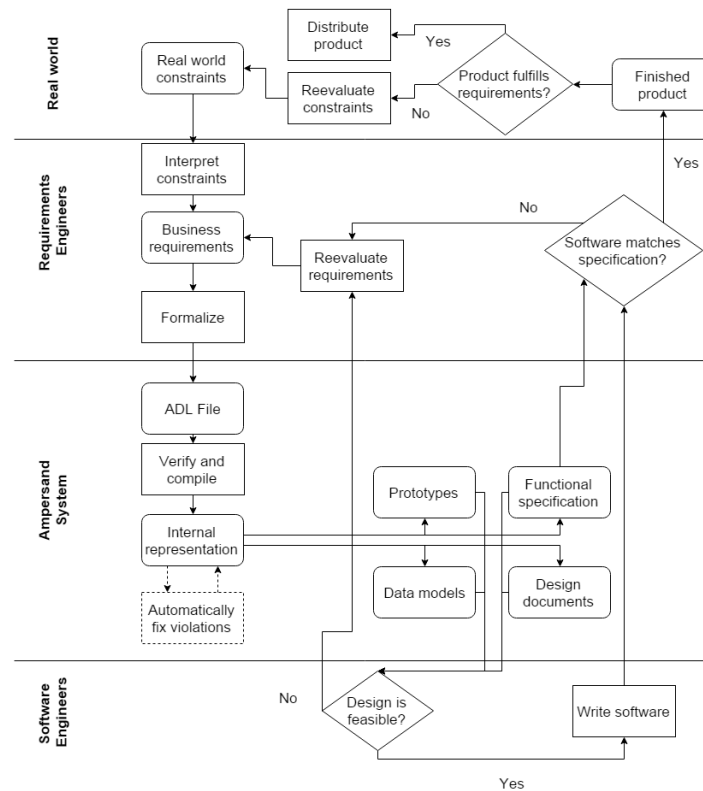 Real world
Distribute
product
Yes
Real world
constraints
Reevaluate
constraints
No
Product fulfills
requirements?
Finished
product
Requirements
Engineers
Interpret
constraints
Business
requirements
Formalize
Reevaluate
requirements
No
Yes
Software matches
specification?
Ampersand
System
ADL File
Verify and
compile
Internal
representation
Automatically
fix violations
Prototypes
Functional
specification
Data models
Design
documents
Software
Engineers
No
Design is
feasible?
Yes
Write software